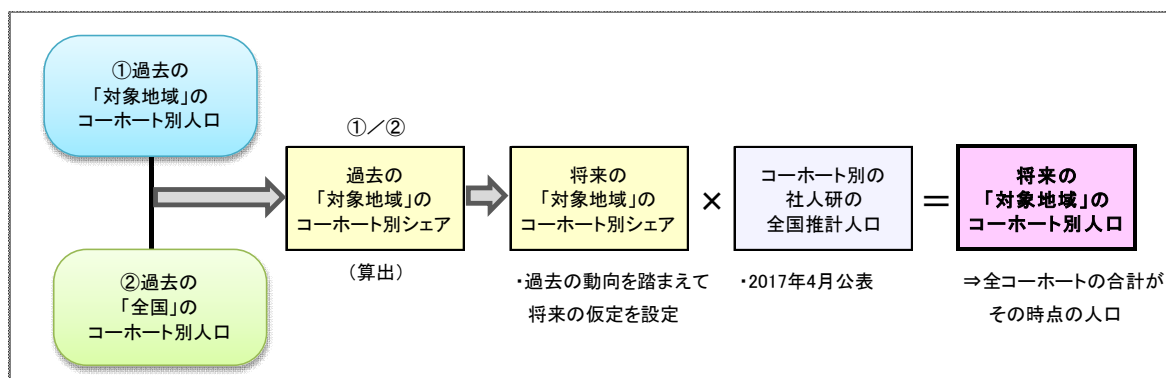 ①過去の
「対象地域」の
コーホート別人口
②過去の
「全国」の
コーホート別人口
①／②
過去の
「対象地域」の
コーホート別シェア
（算出）
将来の
「対象地域」の
コーホート別シェア
・過去の動向を踏まえて
将来の仮定を設定
×
コーホート別の
社人研の
全国推計人口
・2017年4月公表
＝
将来の
「対象地域」の
コーホート別人口
⇒全コーホートの合計が
その時点の人口